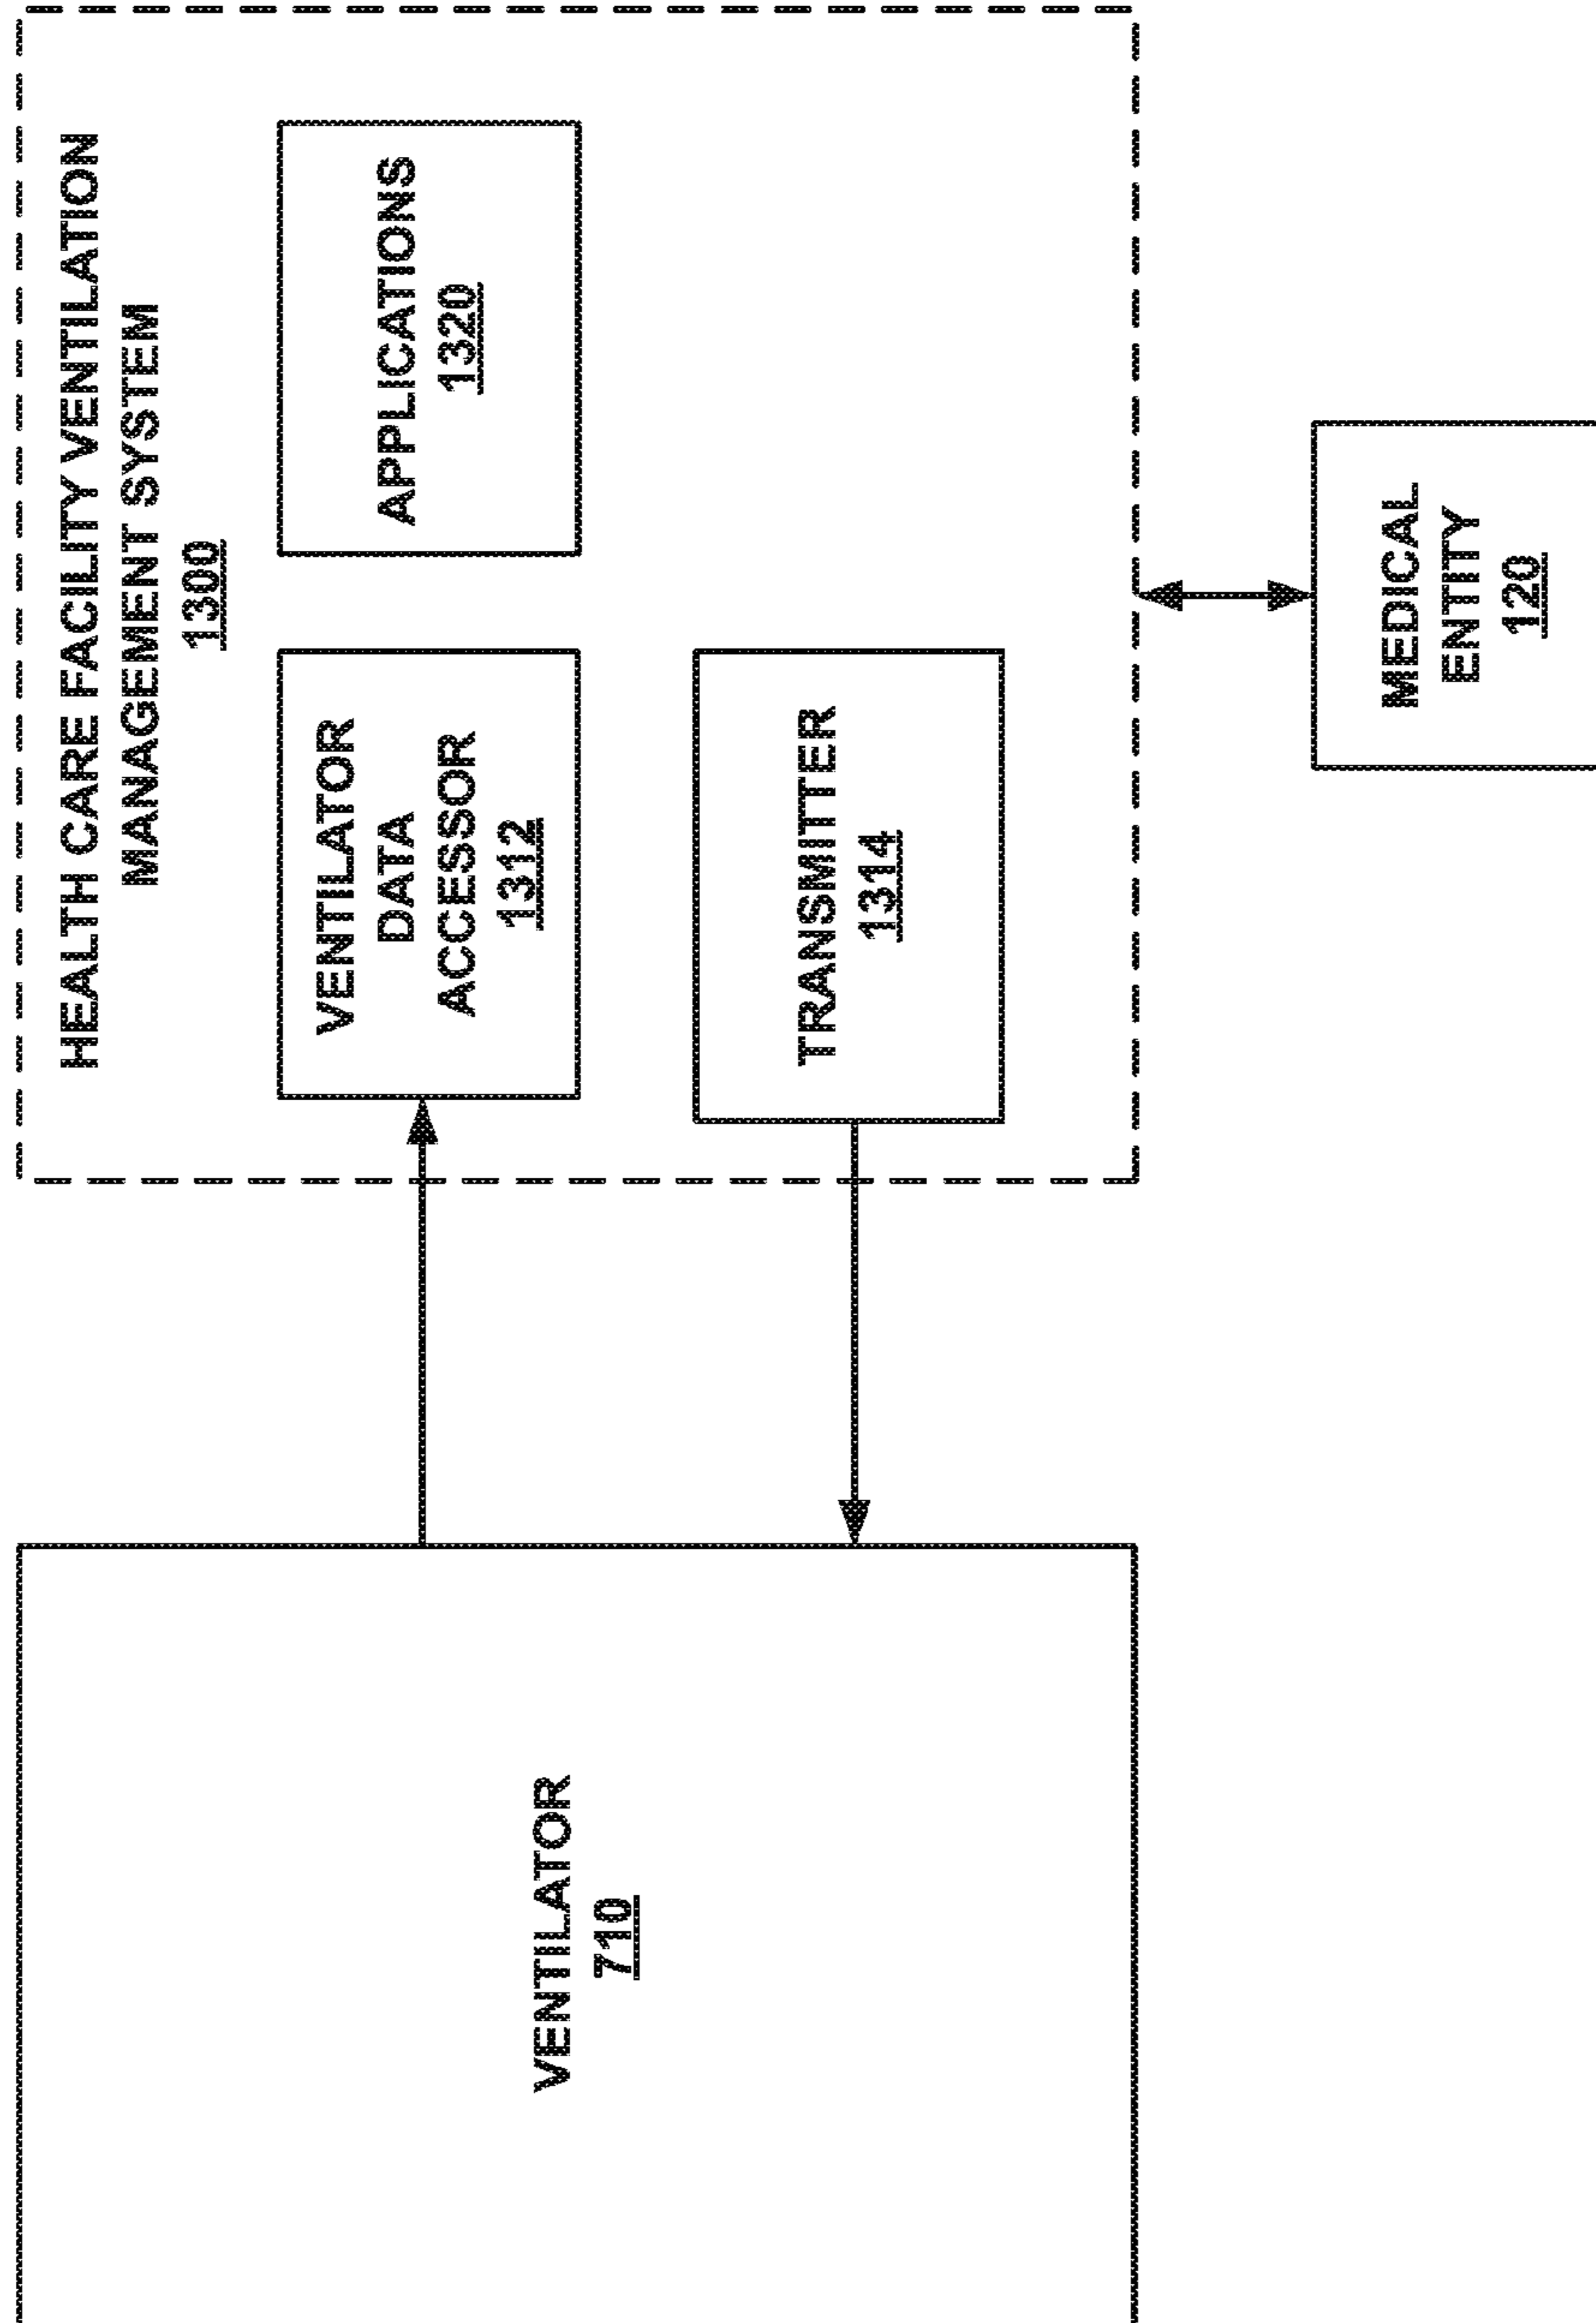 HEALTH CARE FACILITY VENTILATION
MANAGEMENT SYSTEM
1300
VENTILATOR
710
VENTILATOR
DATA
ACCESSOR
1312
APPLICATIONS
1320
TRANSMITTER
1314
MEDICAL
ENTITY
120